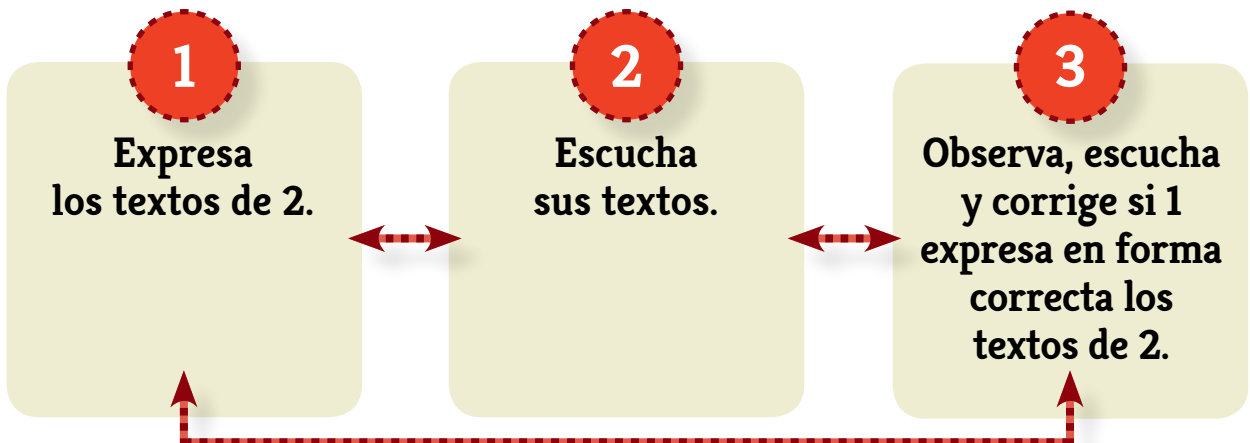 1
Expresa
los textos de 2.
2
Escucha
sus textos.
3
Observa, escucha
y corrige si 1
expresa en forma
correcta los
textos de 2.